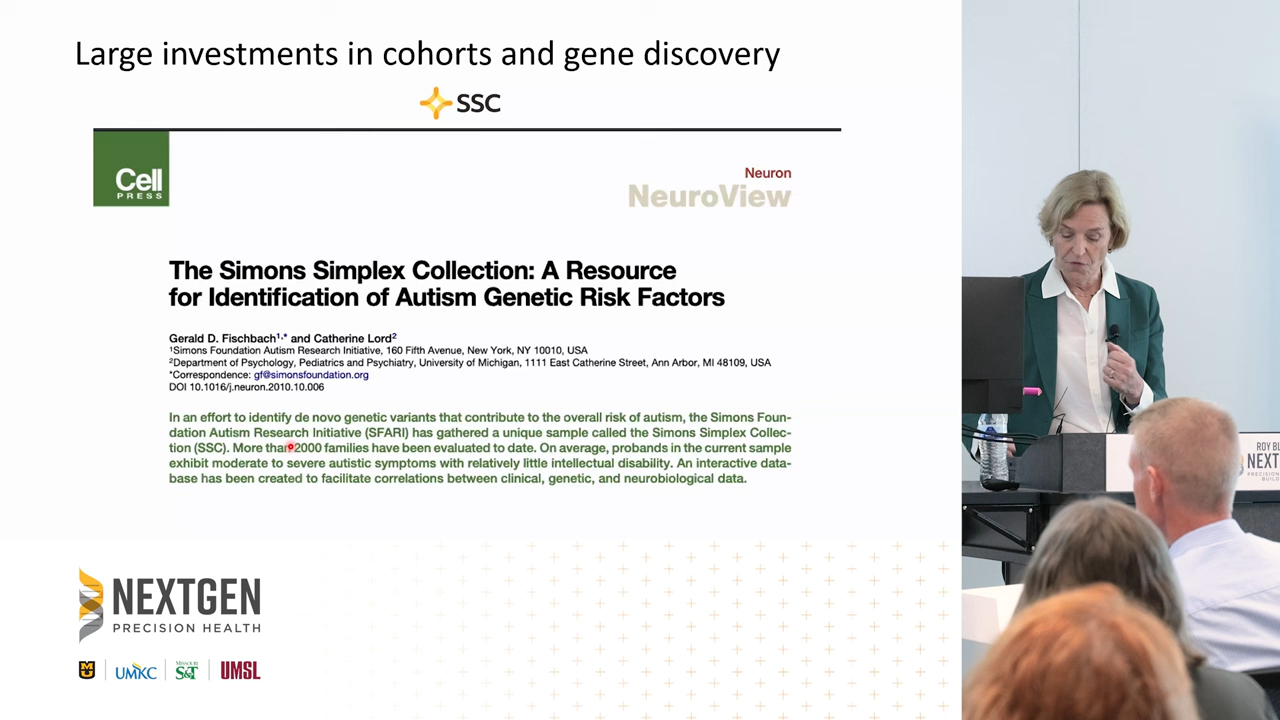 Large investments in cohorts and gene discovery
SSC
Cell
PRESS
Neuron
NeuroView
The Simons Simplex Collection: A Resource
for Identification of Autism Genetic Risk Factors
Gerald D. Fischbach1,* and Catherine Lord2
1Simons Foundation Autism Research Initiative, 160 Fifth Avenue, New York, NY 10010, USA
2Department of Psychology, Pediatrics and Psychiatry, University of Michigan, 1111 East Catherine Street, Ann Arbor, MI 48109, USA
*Correspondence: gf@simonsfoundation.org
DOI 10.1016/j.neuron.2010.10.006
In an effort to identify de novo genetic variants that contribute to the overall risk of autism, the Simons Foun-
dation Autism Research Initiative (SFARI) has gathered a unique sample called the Simons Simplex Collec-
tion (SSC). More than 2000 families have been evaluated to date. On average, probands in the current sample
exhibit moderate to severe autistic symptoms with relatively little intellectual disability. An interactive data-
base has been created to facilitate correlations between clinical, genetic, and neurobiological data.
NEXTGEN
PRECISION HEALTH
MU
UMKC
MISSOURI
S&T
UMSL
ROY BL
NEXT
PRECISION
BUIL